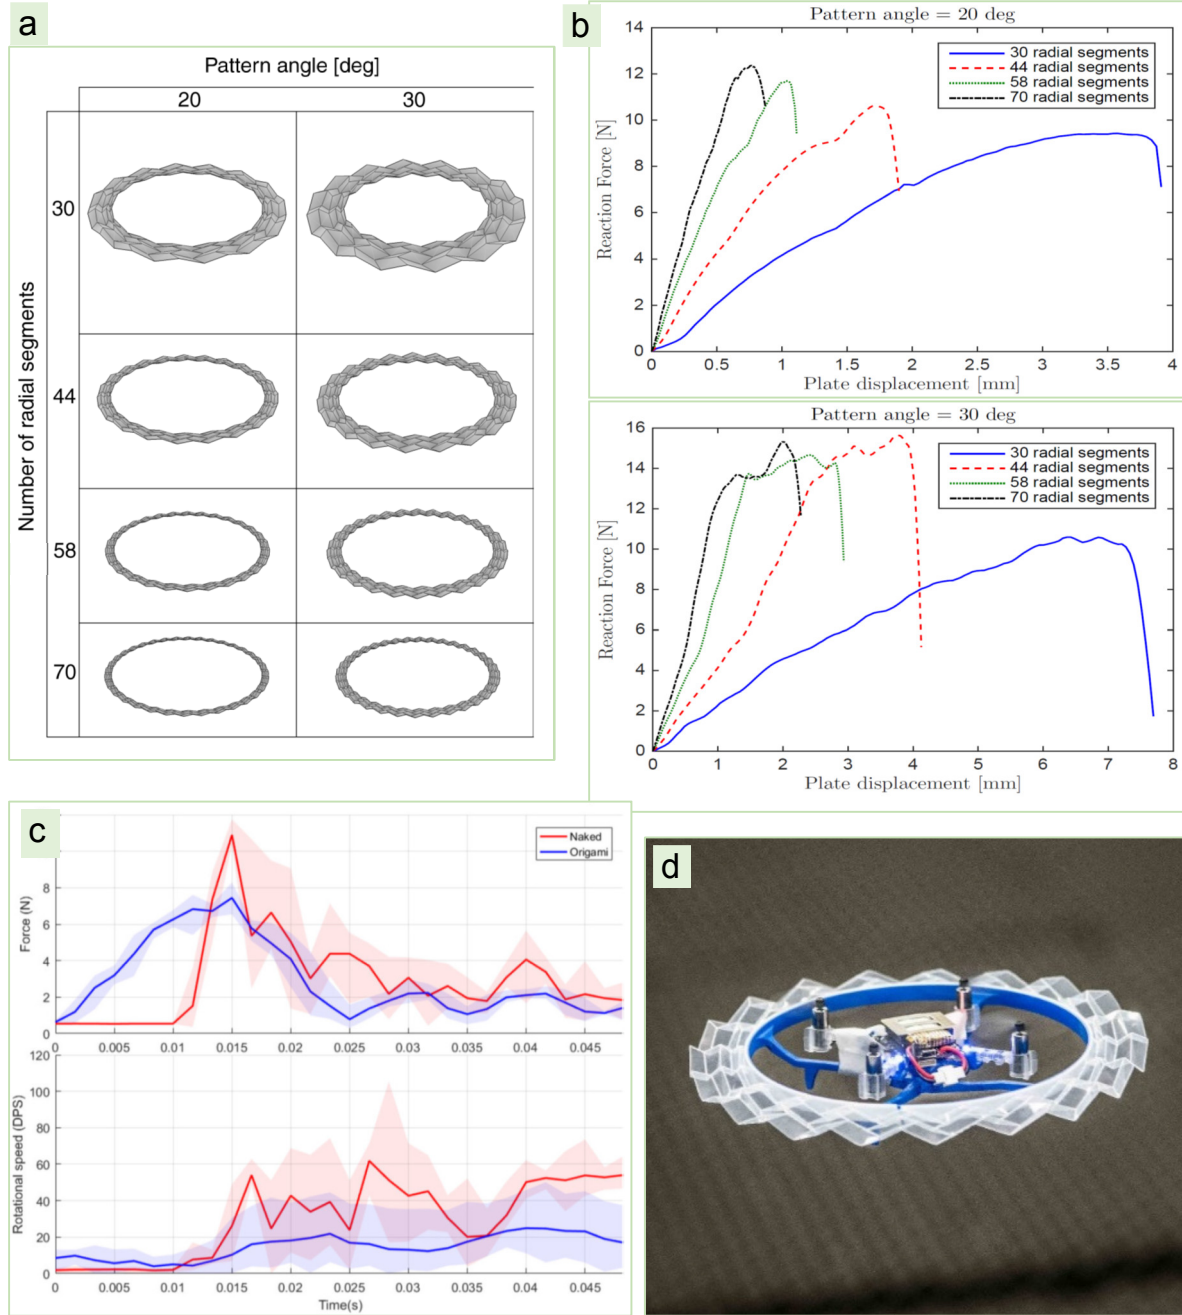 a
Pattern angle [deg]
20 30
Number of radial segments
30
44
58
70
b
Pattern angle = 20 deg
Reaction Force [N]
14
12
10
8
6
4
2
0
30 radial segments
44 radial segments
58 radial segments
70 radial segments
0 0.5 1 1.5 2 2.5 3 3.5 4
Plate displacement [mm]
Pattern angle = 30 deg
Reaction Force [N]
16
14
12
10
8
6
4
2
0
30 radial segments
44 radial segments
58 radial segments
70 radial segments
0 1 2 3 4 5 6 7 8
Plate displacement [mm]
c
Naked
Origami
Force (N)
8
6
4
2
0
0 0.005 0.01 0.015 0.02 0.025 0.03 0.035 0.04 0.045
Rotational speed (DPS)
120
100
80
60
40
20
0
0 0.005 0.01 0.015 0.02 0.025 0.03 0.035 0.04 0.045
Time(s)
d